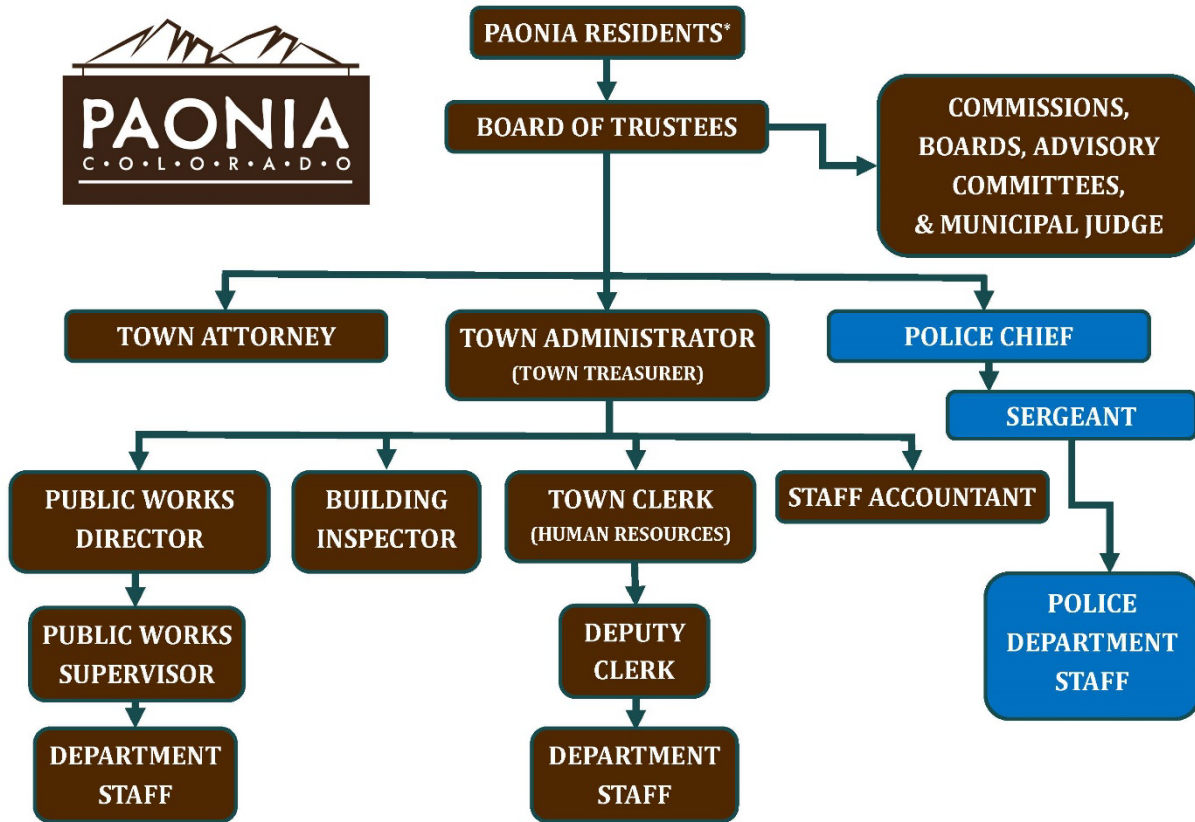 PAONIA
C•O•L•O•R•A•D•O
PAONIA RESIDENTS*
BOARD OF TRUSTEES
COMMISSIONS,
BOARDS, ADVISORY
COMMITTEES,
& MUNICIPAL JUDGE
TOWN ATTORNEY
TOWN ADMINISTRATOR
(TOWN TREASURER)
POLICE CHIEF
SERGEANT
PUBLIC WORKS
DIRECTOR
BUILDING
INSPECTOR
TOWN CLERK
(HUMAN RESOURCES)
STAFF ACCOUNTANT
PUBLIC WORKS
SUPERVISOR
DEPUTY
CLERK
POLICE
DEPARTMENT
STAFF
DEPARTMENT
STAFF
DEPARTMENT
STAFF